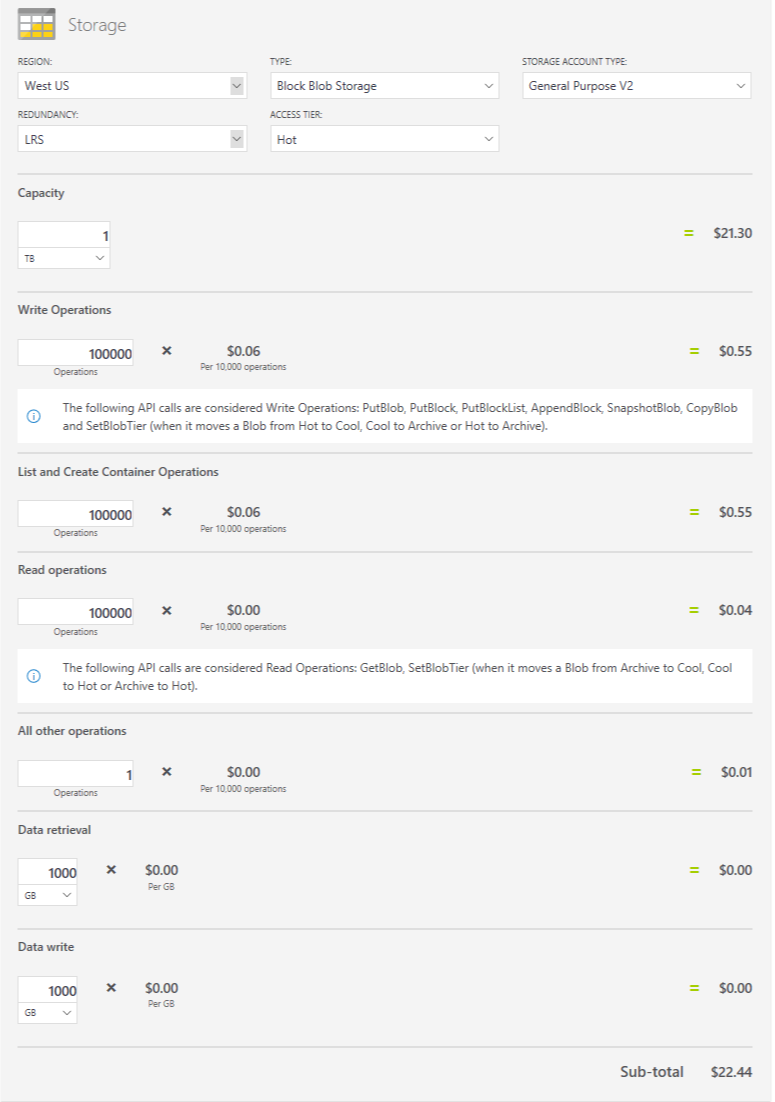 Storage
REGION: TYPE: STORAGE ACCOUNT TYPE:
West US Block Blob Storage General Purpose V2
REDUNDANCY: ACCESS TIER:
LRS Hot
Capacity
1 = $21.30
TB
Write Operations
100000 × $0.06 = $0.55
Operations Per 10,000 operations
The following API calls are considered Write Operations: PutBlob, PutBlock, PutBlockList, AppendBlock, SnapshotBlob, CopyBlob
and SetBlobTier (when it moves a Blob from Hot to Cool, Cool to Archive or Hot to Archive).
List and Create Container Operations
100000 × $0.06 = $0.55
Operations Per 10,000 operations
Read operations
100000 × $0.00 = $0.04
Operations Per 10,000 operations
The following API calls are considered Read Operations: GetBlob, SetBlobTier (when it moves a Blob from Archive to Cool, Cool
to Hot or Archive to Hot).
All other operations
1 × $0.00 = $0.01
Operations Per 10,000 operations
Data retrieval
1000 × $0.00 = $0.00
GB Per GB
Data write
1000 × $0.00 = $0.00
GB Per GB
Sub-total $22.44